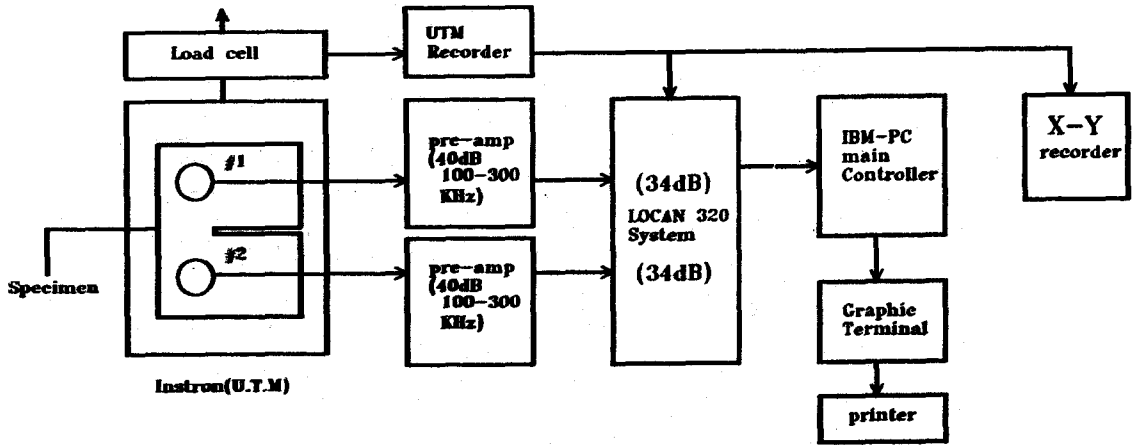 Load cell
UTM
Recorder
#1
#2
Specimen
Instron(U.T.M)
pre-amp
(40dB
100-300
KHz)
pre-amp
(40dB
100-300
KHz)
(34dB)
LOCAN 320
System
(34dB)
IBM-PC
main
Controller
Graphic
Terminal
printer
X-Y
recorder